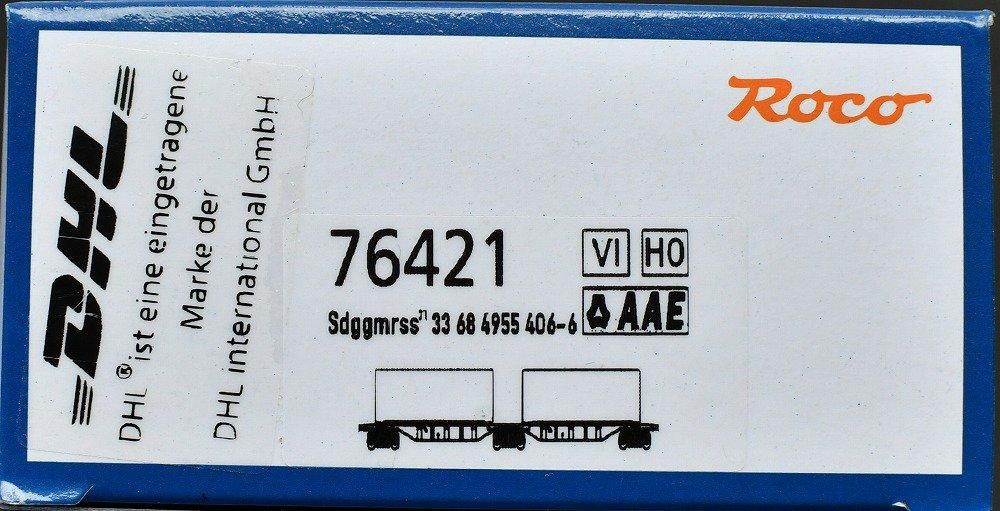 DHL
DHL® ist eine eingetragene
Marke der
DHL international GmbH
Roco
76421
VI H0
Sdggmrss⁷¹ 33 68 4955 406-6
AAE